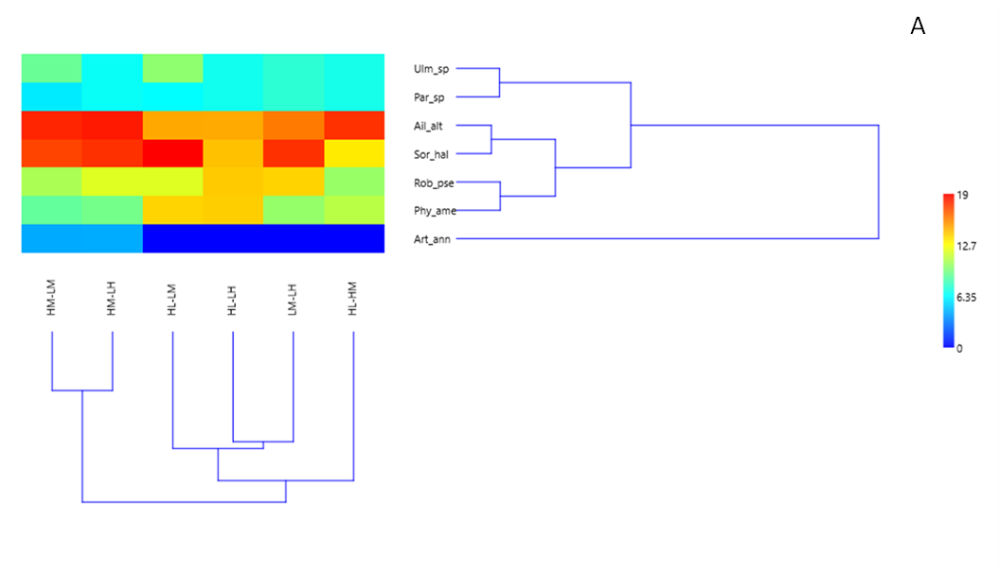 A
Ulm_sp
Par_sp
Ail_alt
Sor_hal
Rob_pse
Phy_ame
Art_ann
19
12.7
6.35
0
HM-LM
HM-LH
HL-LM
HL-LH
LM-LH
HL-HM